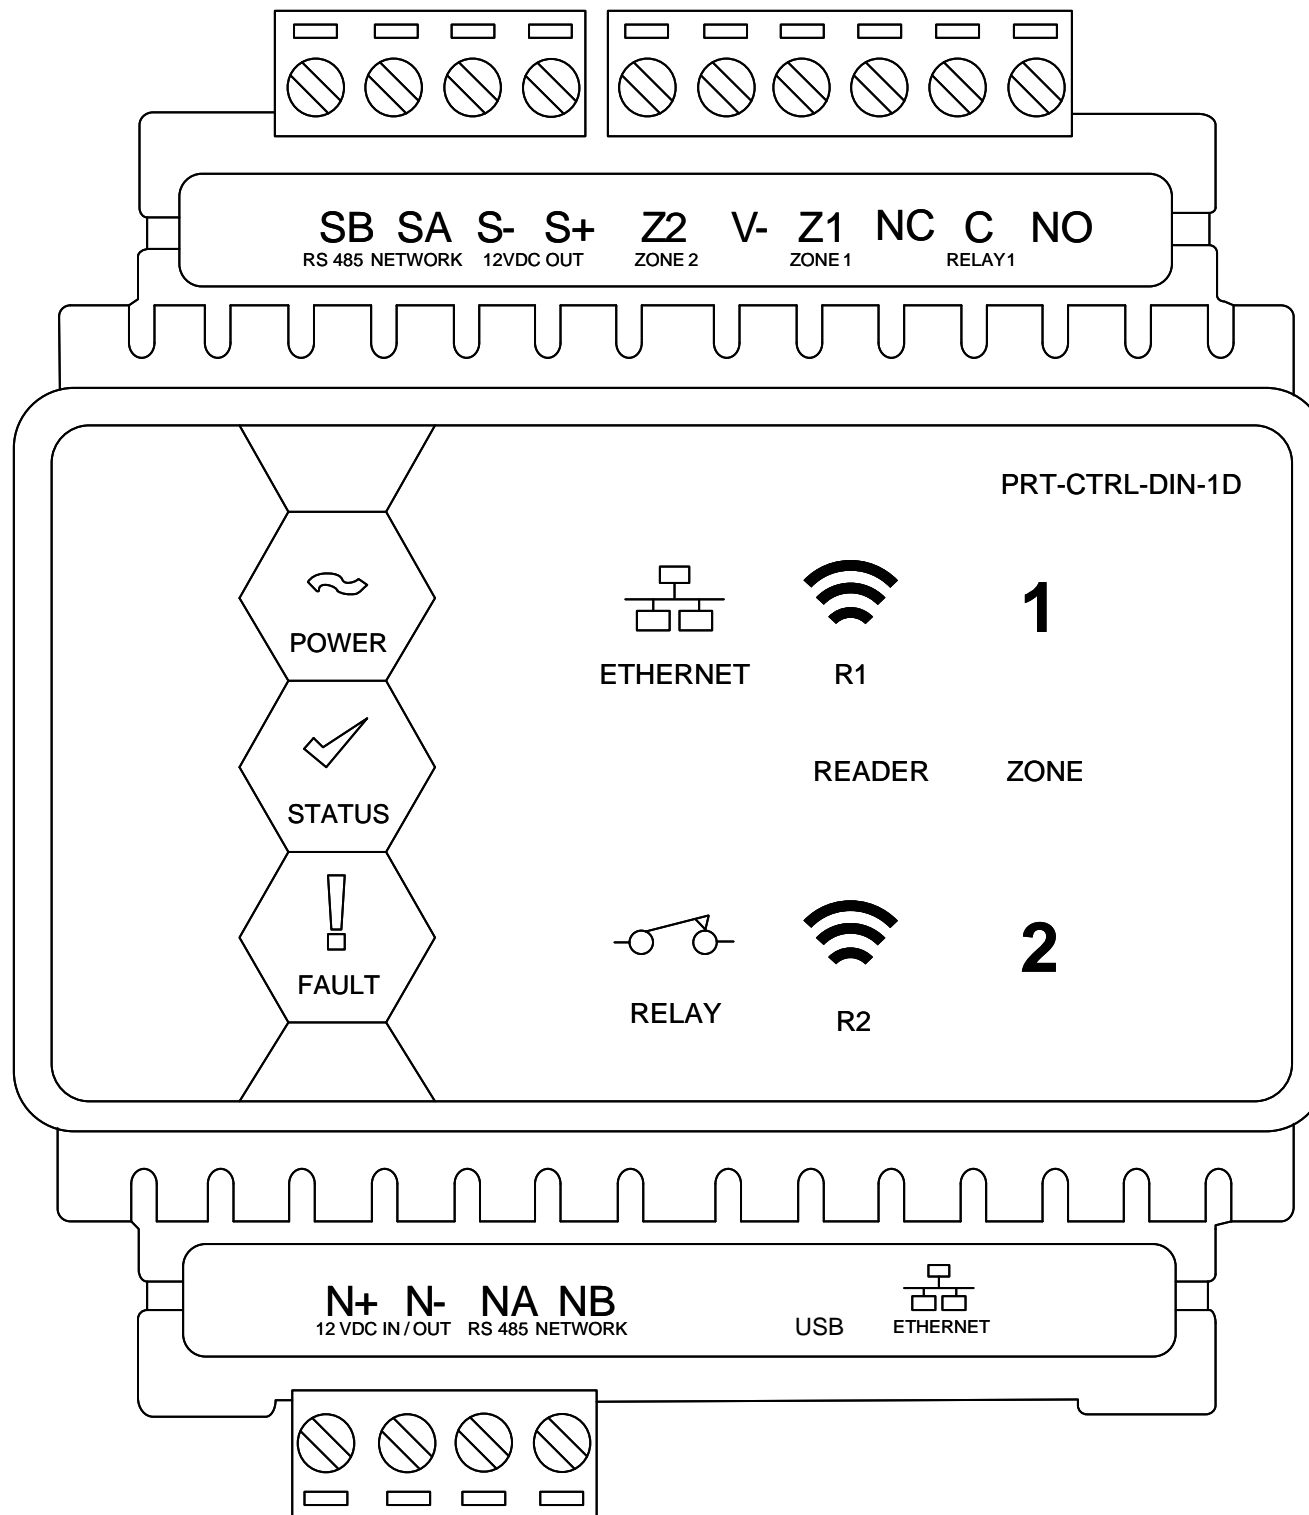 SB SA S- S+ Z2 V- Z1 NC C NO
RS 485 NETWORK 12VDC OUT ZONE 2 ZONE 1 RELAY1
PRT-CTRL-DIN-1D
1
POWER
ETHERNET R1
READER ZONE
STATUS
2
FAULT
RELAY R2
N+ N- NA NB
12 VDC IN / OUT RS 485 NETWORK USB ETHERNET